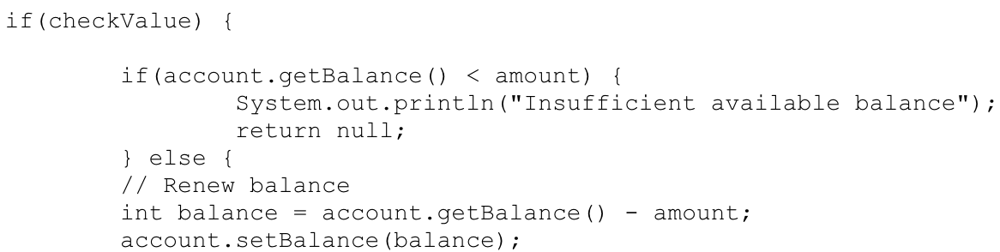 if(checkValue) {
if(account.getBalance() < amount) {
System.out.println("Insufficient available balance");
return null;
} else {
// Renew balance
int balance = account.getBalance() - amount;
account.setBalance(balance);